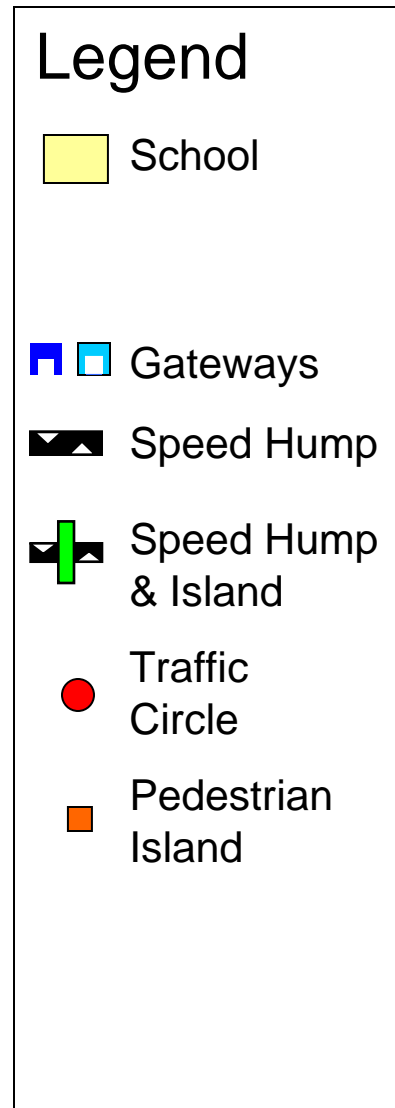 Legend
School
Gateways
Speed Hump
Speed Hump
& Island
Traffic
Circle
Pedestrian
Island